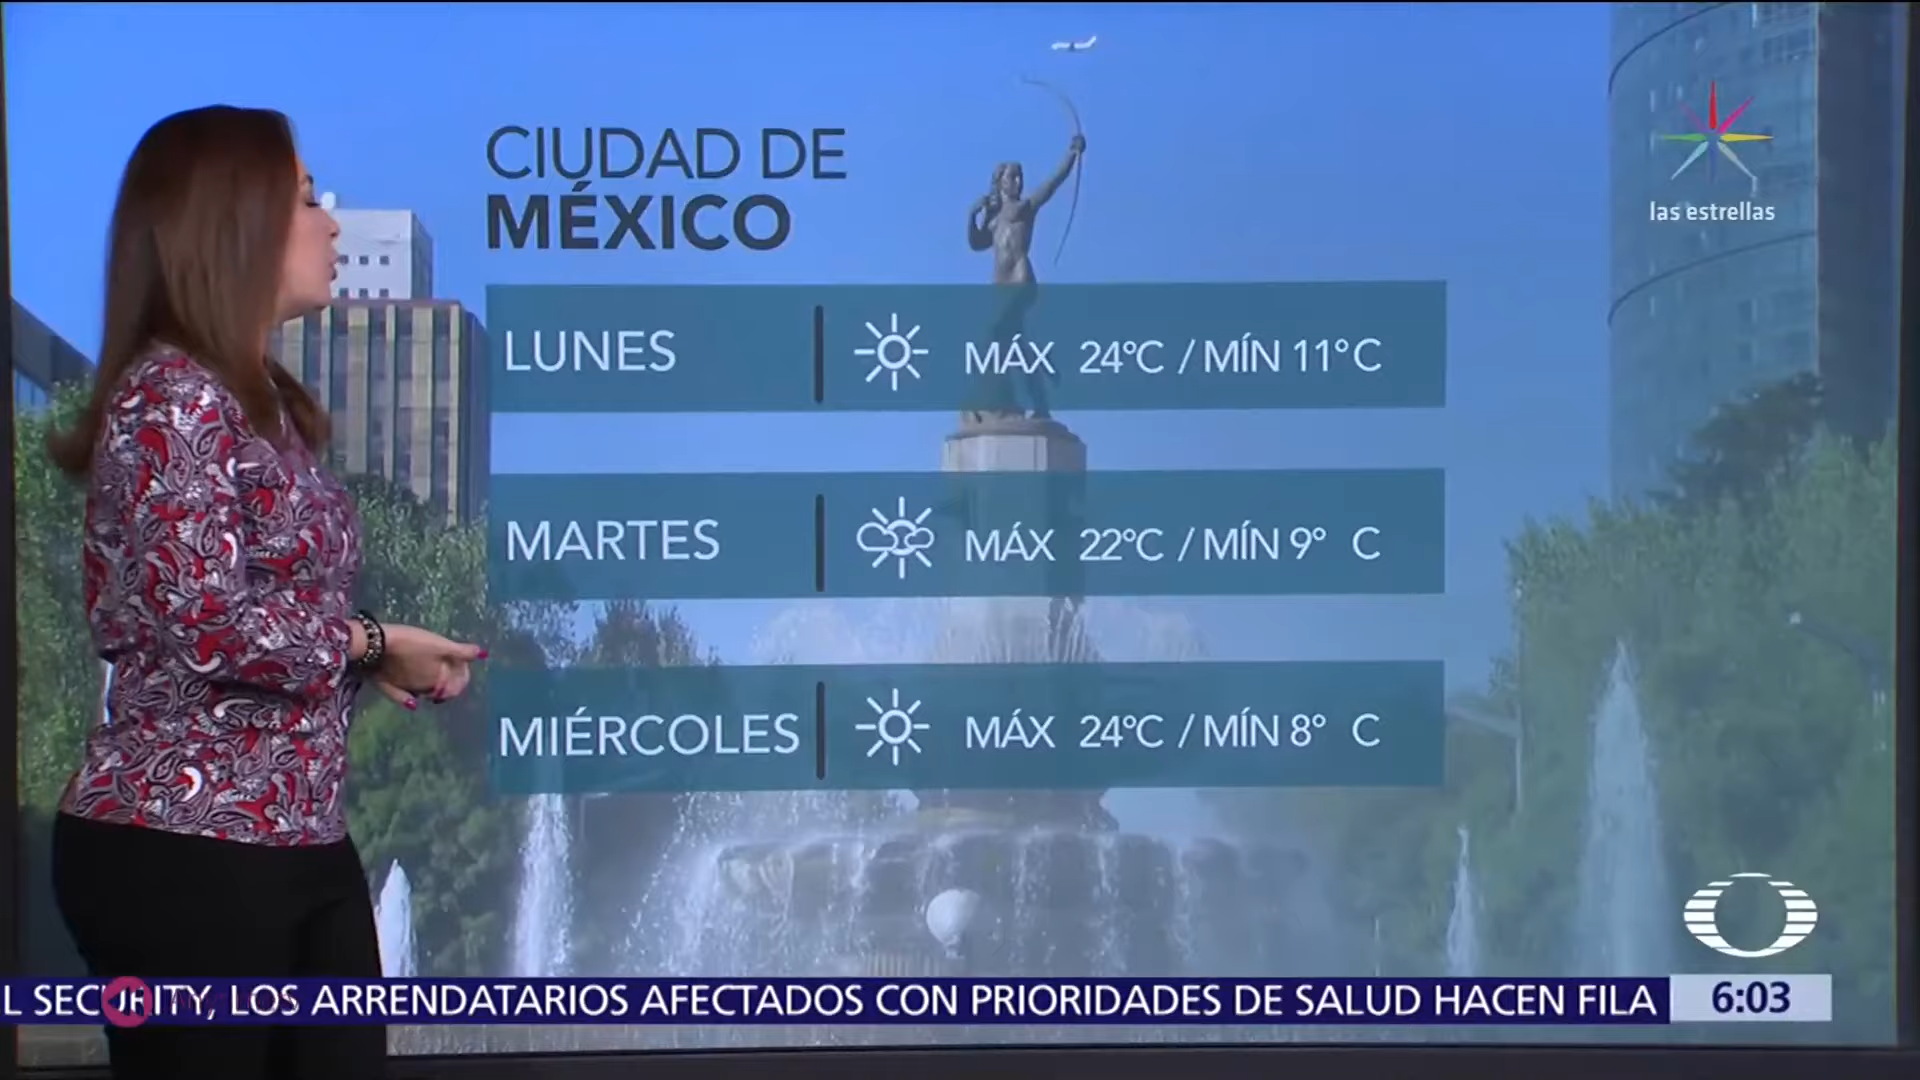 CIUDAD DE
MÉXICO
las estrellas
LUNES
MÁX 24°C / MÍN 11°C
MARTES
MÁX 22°C / MÍN 9° C
MIÉRCOLES
MÁX 24°C / MÍN 8° C
L SECURITY, LOS ARRENDATARIOS AFECTADOS CON PRIORIDADES DE SALUD HACEN FILA
6:03